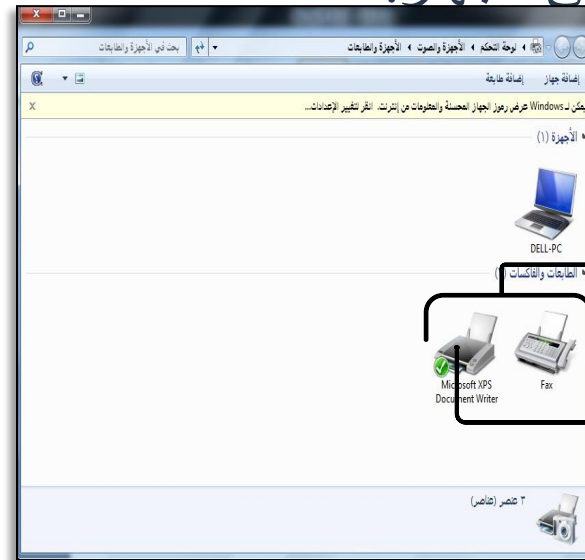 بحث في الأجهزة والطابعات
لوحة التحكم ◂ الأجهزة والصوت ◂ الأجهزة والطابعات
إضافة جهاز إضافة طابعة
يمكن لـ Windows عرض رموز الجهاز المحسنة والمعلومات من إنترنت. انقر لتغيير الإعدادات...
الأجهزة (١)
DELL-PC
الطابعات والفاكسات
Fax
Microsoft XPS
Document Writer
٣ عنصر (عناصر)